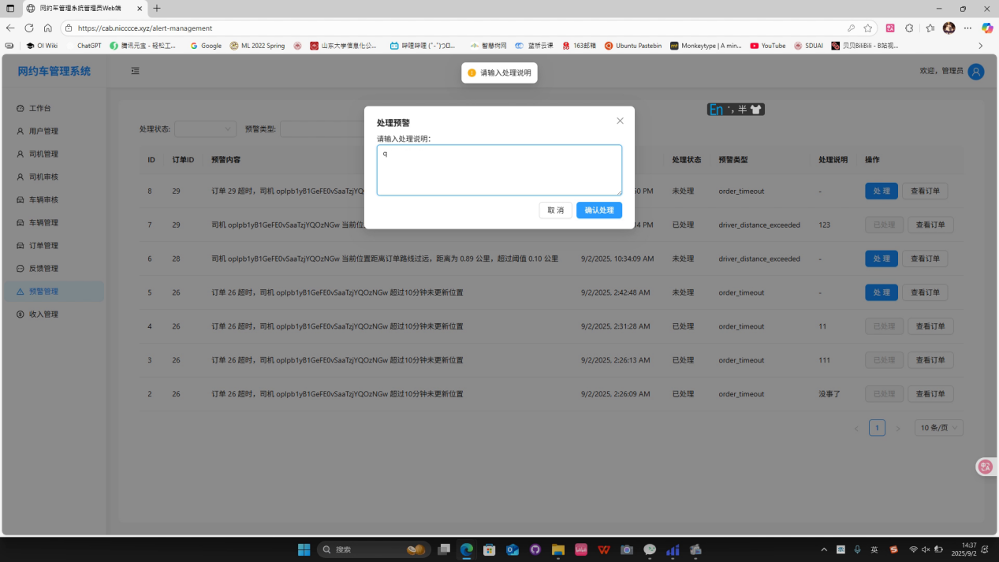 网约车管理系统管理员Web端
https://cab.nicccce.xyz/alert-management
OI Wiki ChatGPT 腾讯元宝 - 轻松工... Google ML 2022 Spring 山东大学信息化公... 哔哩哔哩 (゜-゜)つロ... 智慧树网 蓝桥云课 163邮箱 Ubuntu Pastebin Monkeytype | A min... YouTube SDUAI 贝贝BiliBili - B站视...
网约车管理系统
请输入处理说明
欢迎，管理员
En 半
工作台
用户管理
司机管理
司机审核
车辆审核
车辆管理
订单管理
反馈管理
预警管理
收入管理
处理状态: 预警类型:
处理预警
请输入处理说明:
q
取 消 确认处理
ID 订单ID 预警内容 处理状态 预警类型 处理说明 操作
8 29 订单 29 超时，司机 opIpb1yB1GeFE0vSaaTzjYQ 50 PM 未处理 order_timeout - 处 理 查看订单
7 29 司机 opIpb1yB1GeFE0vSaaTzjYQOzNGw 当前位 14 PM 已处理 driver_distance_exceeded 123 已处理 查看订单
6 28 司机 opIpb1yB1GeFE0vSaaTzjYQOzNGw 当前位置距离订单路线过远，距离为 0.89 公里，超过阈值 0.10 公里 9/2/2025, 10:34:09 AM 未处理 driver_distance_exceeded - 处 理 查看订单
5 26 订单 26 超时，司机 opIpb1yB1GeFE0vSaaTzjYQOzNGw 超过10分钟未更新位置 9/2/2025, 2:42:48 AM 未处理 order_timeout - 处 理 查看订单
4 26 订单 26 超时，司机 opIpb1yB1GeFE0vSaaTzjYQOzNGw 超过10分钟未更新位置 9/2/2025, 2:31:28 AM 已处理 order_timeout 11 已处理 查看订单
3 26 订单 26 超时，司机 opIpb1yB1GeFE0vSaaTzjYQOzNGw 超过10分钟未更新位置 9/2/2025, 2:26:13 AM 已处理 order_timeout 111 已处理 查看订单
2 26 订单 26 超时，司机 opIpb1yB1GeFE0vSaaTzjYQOzNGw 超过10分钟未更新位置 9/2/2025, 2:26:09 AM 已处理 order_timeout 没事了 已处理 查看订单
< 1 > 10 条/页
搜索
英
14:37
2025/9/2